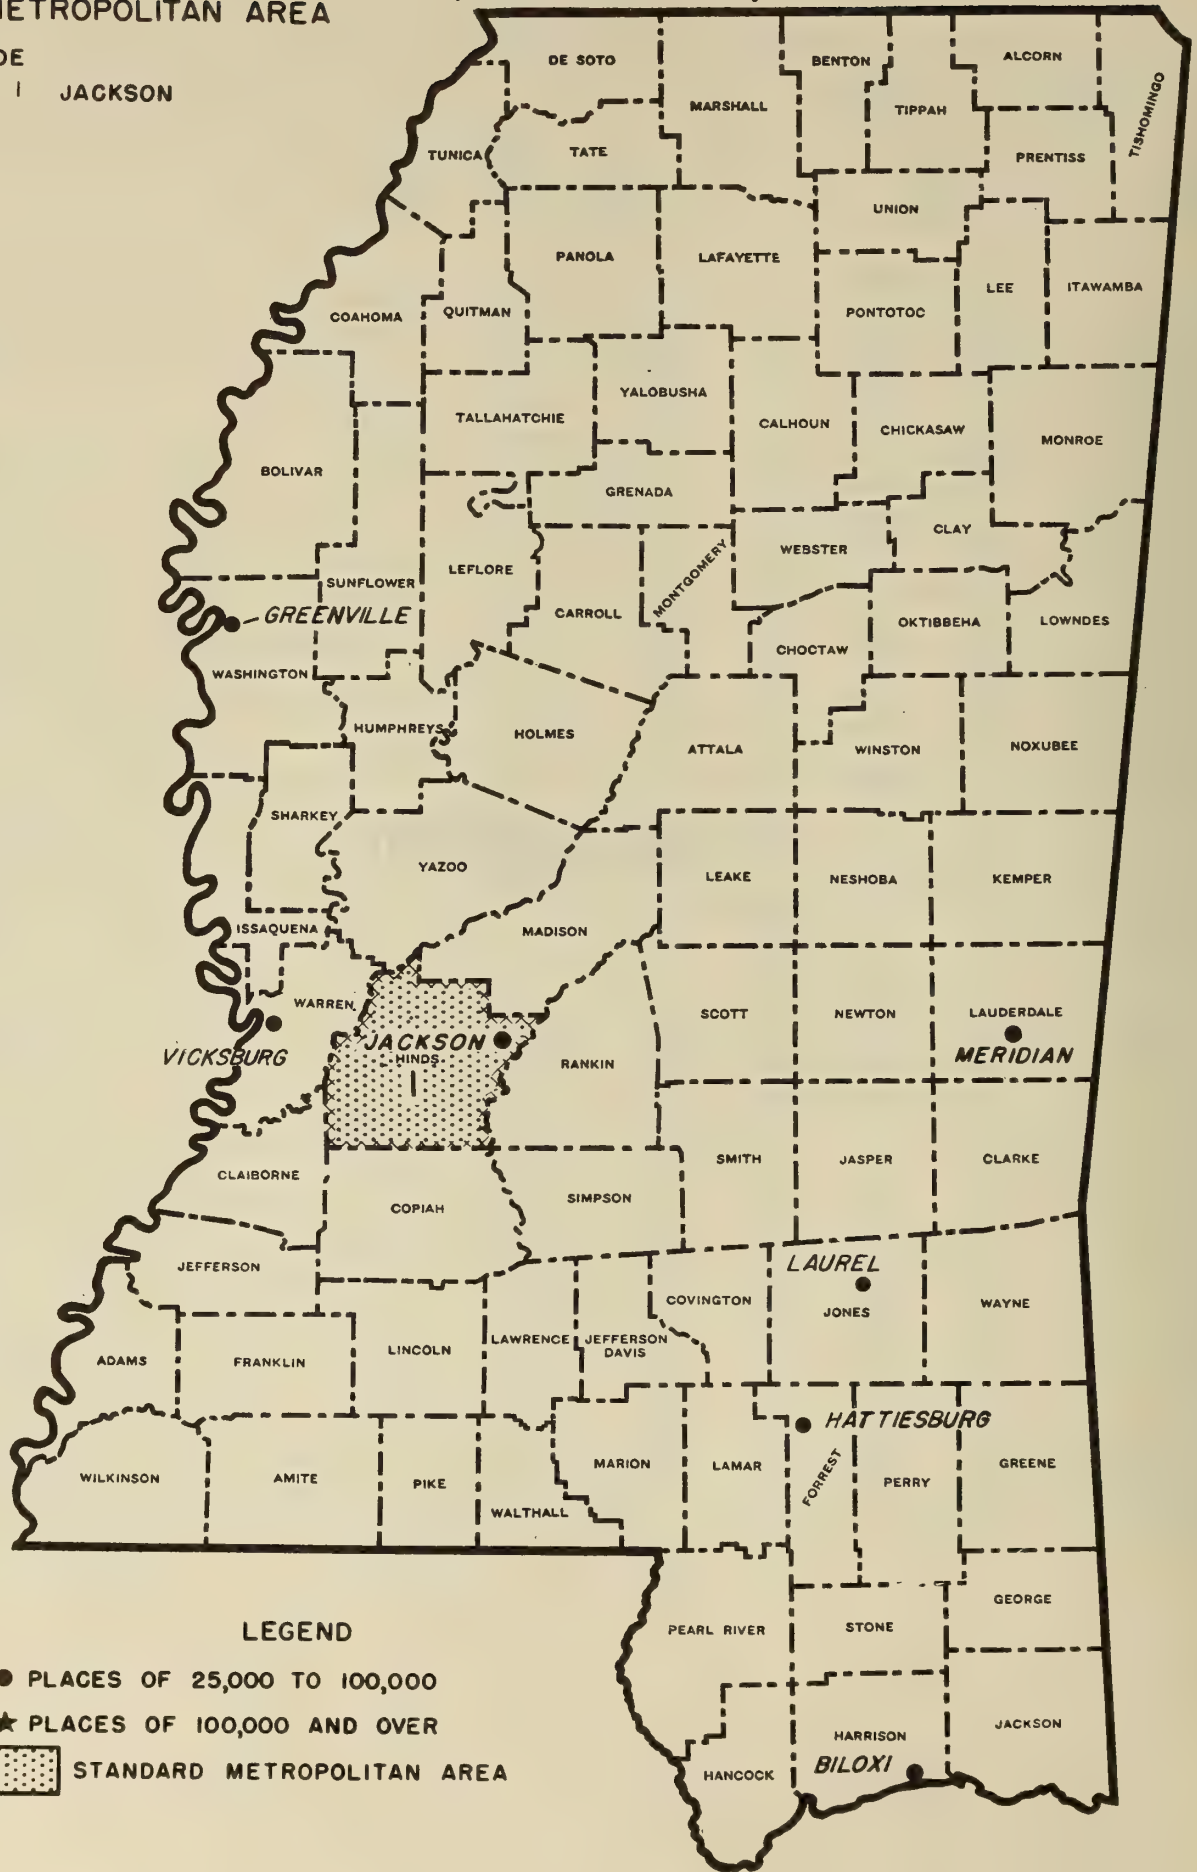 METROPOLITAN AREA
DE
1 JACKSON
DE SOTO
BENTON
ALCORN
MARSHALL
TIPPAH
TISHOMINGO
TUNICA
TATE
PRENTISS
UNION
PANOLA
LAFAYETTE
LEE
ITAWAMBA
COAHOMA
QUITMAN
PONTOTOC
YALOBUSHA
TALLAHATCHIE
CALHOUN
CHICKASAW
MONROE
BOLIVAR
GRENADA
CLAY
WEBSTER
SUNFLOWER
LEFLORE
MONTGOMERY
GREENVILLE
CARROLL
OKTIBBEHA
LOWNDES
CHOCTAW
WASHINGTON
HUMPHREYS
HOLMES
ATTALA
WINSTON
NOXUBEE
SHARKEY
YAZOO
LEAKE
NESHOBA
KEMPER
ISSAQUENA
MADISON
WARREN
SCOTT
NEWTON
LAUDERDALE
VICKSBURG
JACKSON
HINDS
1
RANKIN
MERIDIAN
CLAIBORNE
SMITH
JASPER
CLARKE
COPIAH
SIMPSON
JEFFERSON
LAUREL
COVINGTON
JONES
WAYNE
ADAMS
FRANKLIN
LINCOLN
LAWRENCE
JEFFERSON
DAVIS
HATTIESBURG
WILKINSON
AMITE
PIKE
WALTHALL
MARION
LAMAR
FORREST
PERRY
GREENE
GEORGE
PEARL RIVER
STONE
HARRISON
JACKSON
HANCOCK
BILOXI
LEGEND
● PLACES OF 25,000 TO 100,000
★ PLACES OF 100,000 AND OVER
STANDARD METROPOLITAN AREA